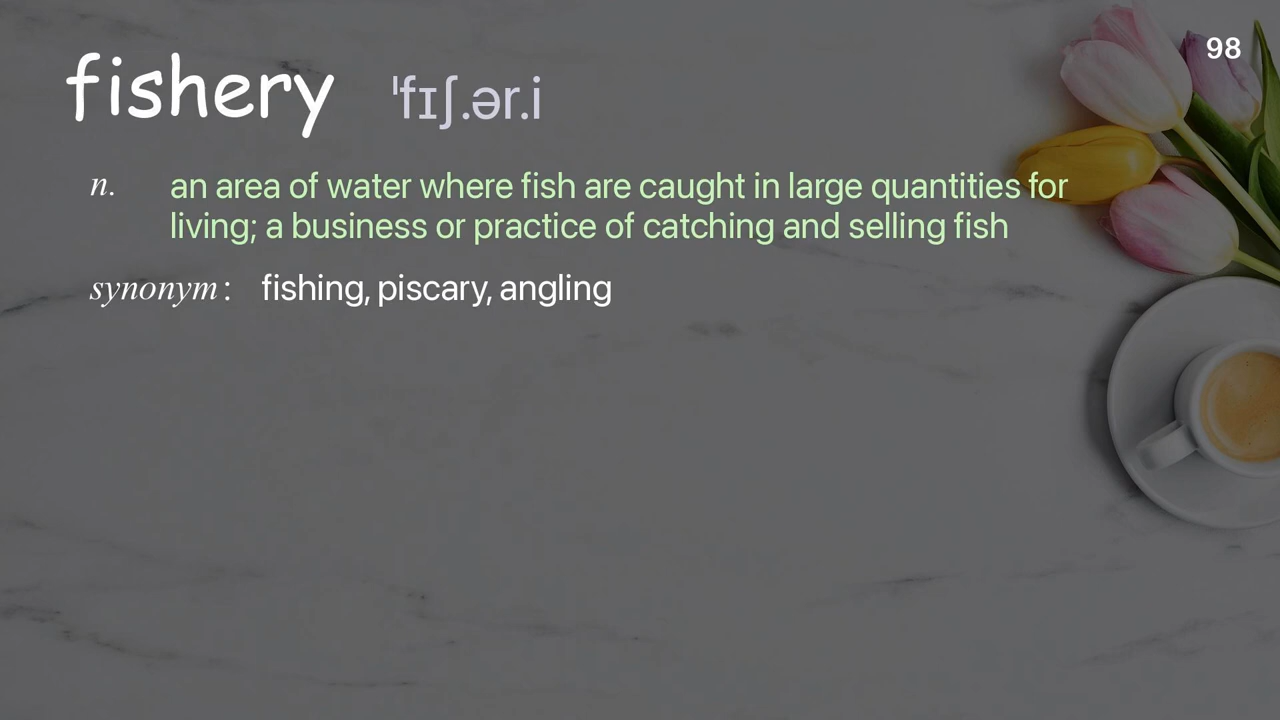 98
fishery ˈfɪʃ.ər.i
n. an area of water where fish are caught in large quantities for
living; a business or practice of catching and selling fish
synonym: fishing, piscary, angling